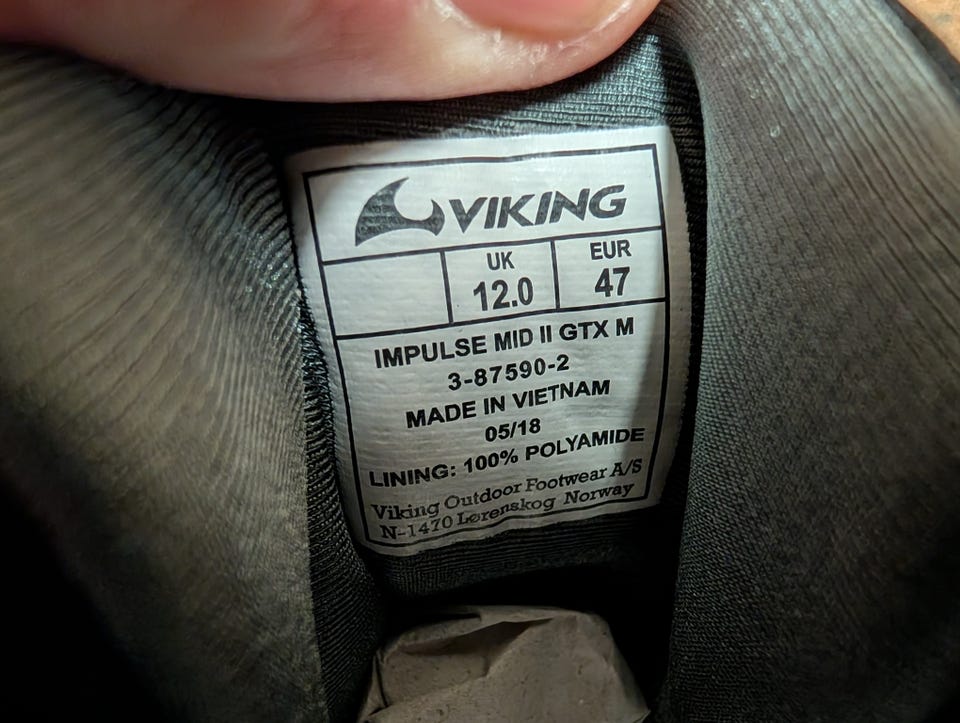 VIKING
UK EUR
12.0 47
IMPULSE MID II GTX M
3-87590-2
MADE IN VIETNAM
05/18
LINING: 100% POLYAMIDE
Viking Outdoor Footwear A/S
N-1470 Lørenskog Norway